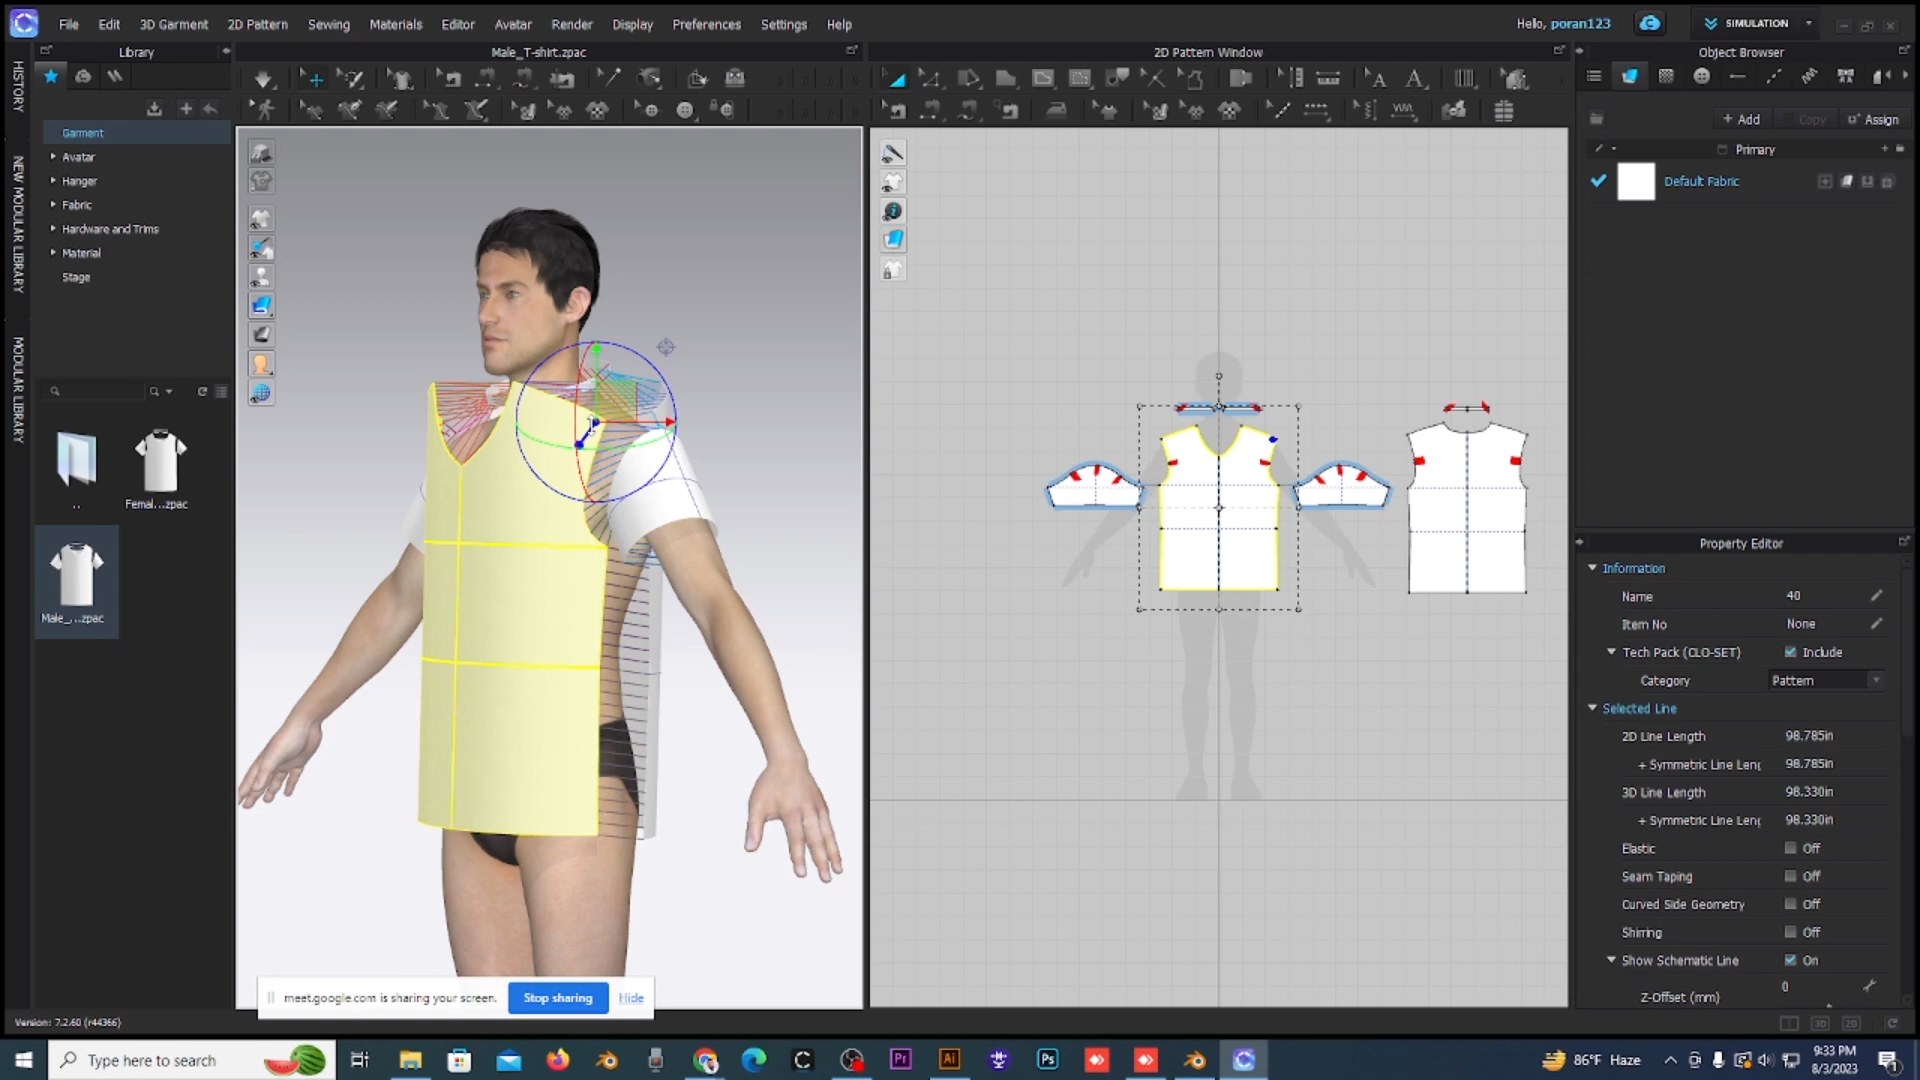 File Edit 3D Garment 2D Pattern Sewing Materials Editor Avatar Render Display Preferences Settings Help
Hello, poran123
SIMULATION
Library
Male_T-shirt.zpac
2D Pattern Window
Object Browser
HISTORY
NEW MODULAR LIBRARY
MODULAR LIBRARY
Garment
Avatar
Hanger
Fabric
Hardware and Trims
Material
Stage
..
Femal...zpac
Male_...zpac
+ Add
Copy
Assign
Primary
Default Fabric
Property Editor
Information
Name 40
Item No None
Tech Pack (CLO-SET) Include
Category Pattern
Selected Line
2D Line Length 98.785in
+ Symmetric Line Leng 98.785in
3D Line Length 98.330in
+ Symmetric Line Leng 98.330in
Elastic Off
Seam Taping Off
Curved Side Geometry Off
Shirring Off
Show Schematic Line On
Z-Offset (mm) 0
meet.google.com is sharing your screen. Stop sharing Hide
Version: 7.2.60 (r44366)
3D 2D
Type here to search
Pr
Ai
Ps
86°F Haze
9:33 PM
8/3/2023
1